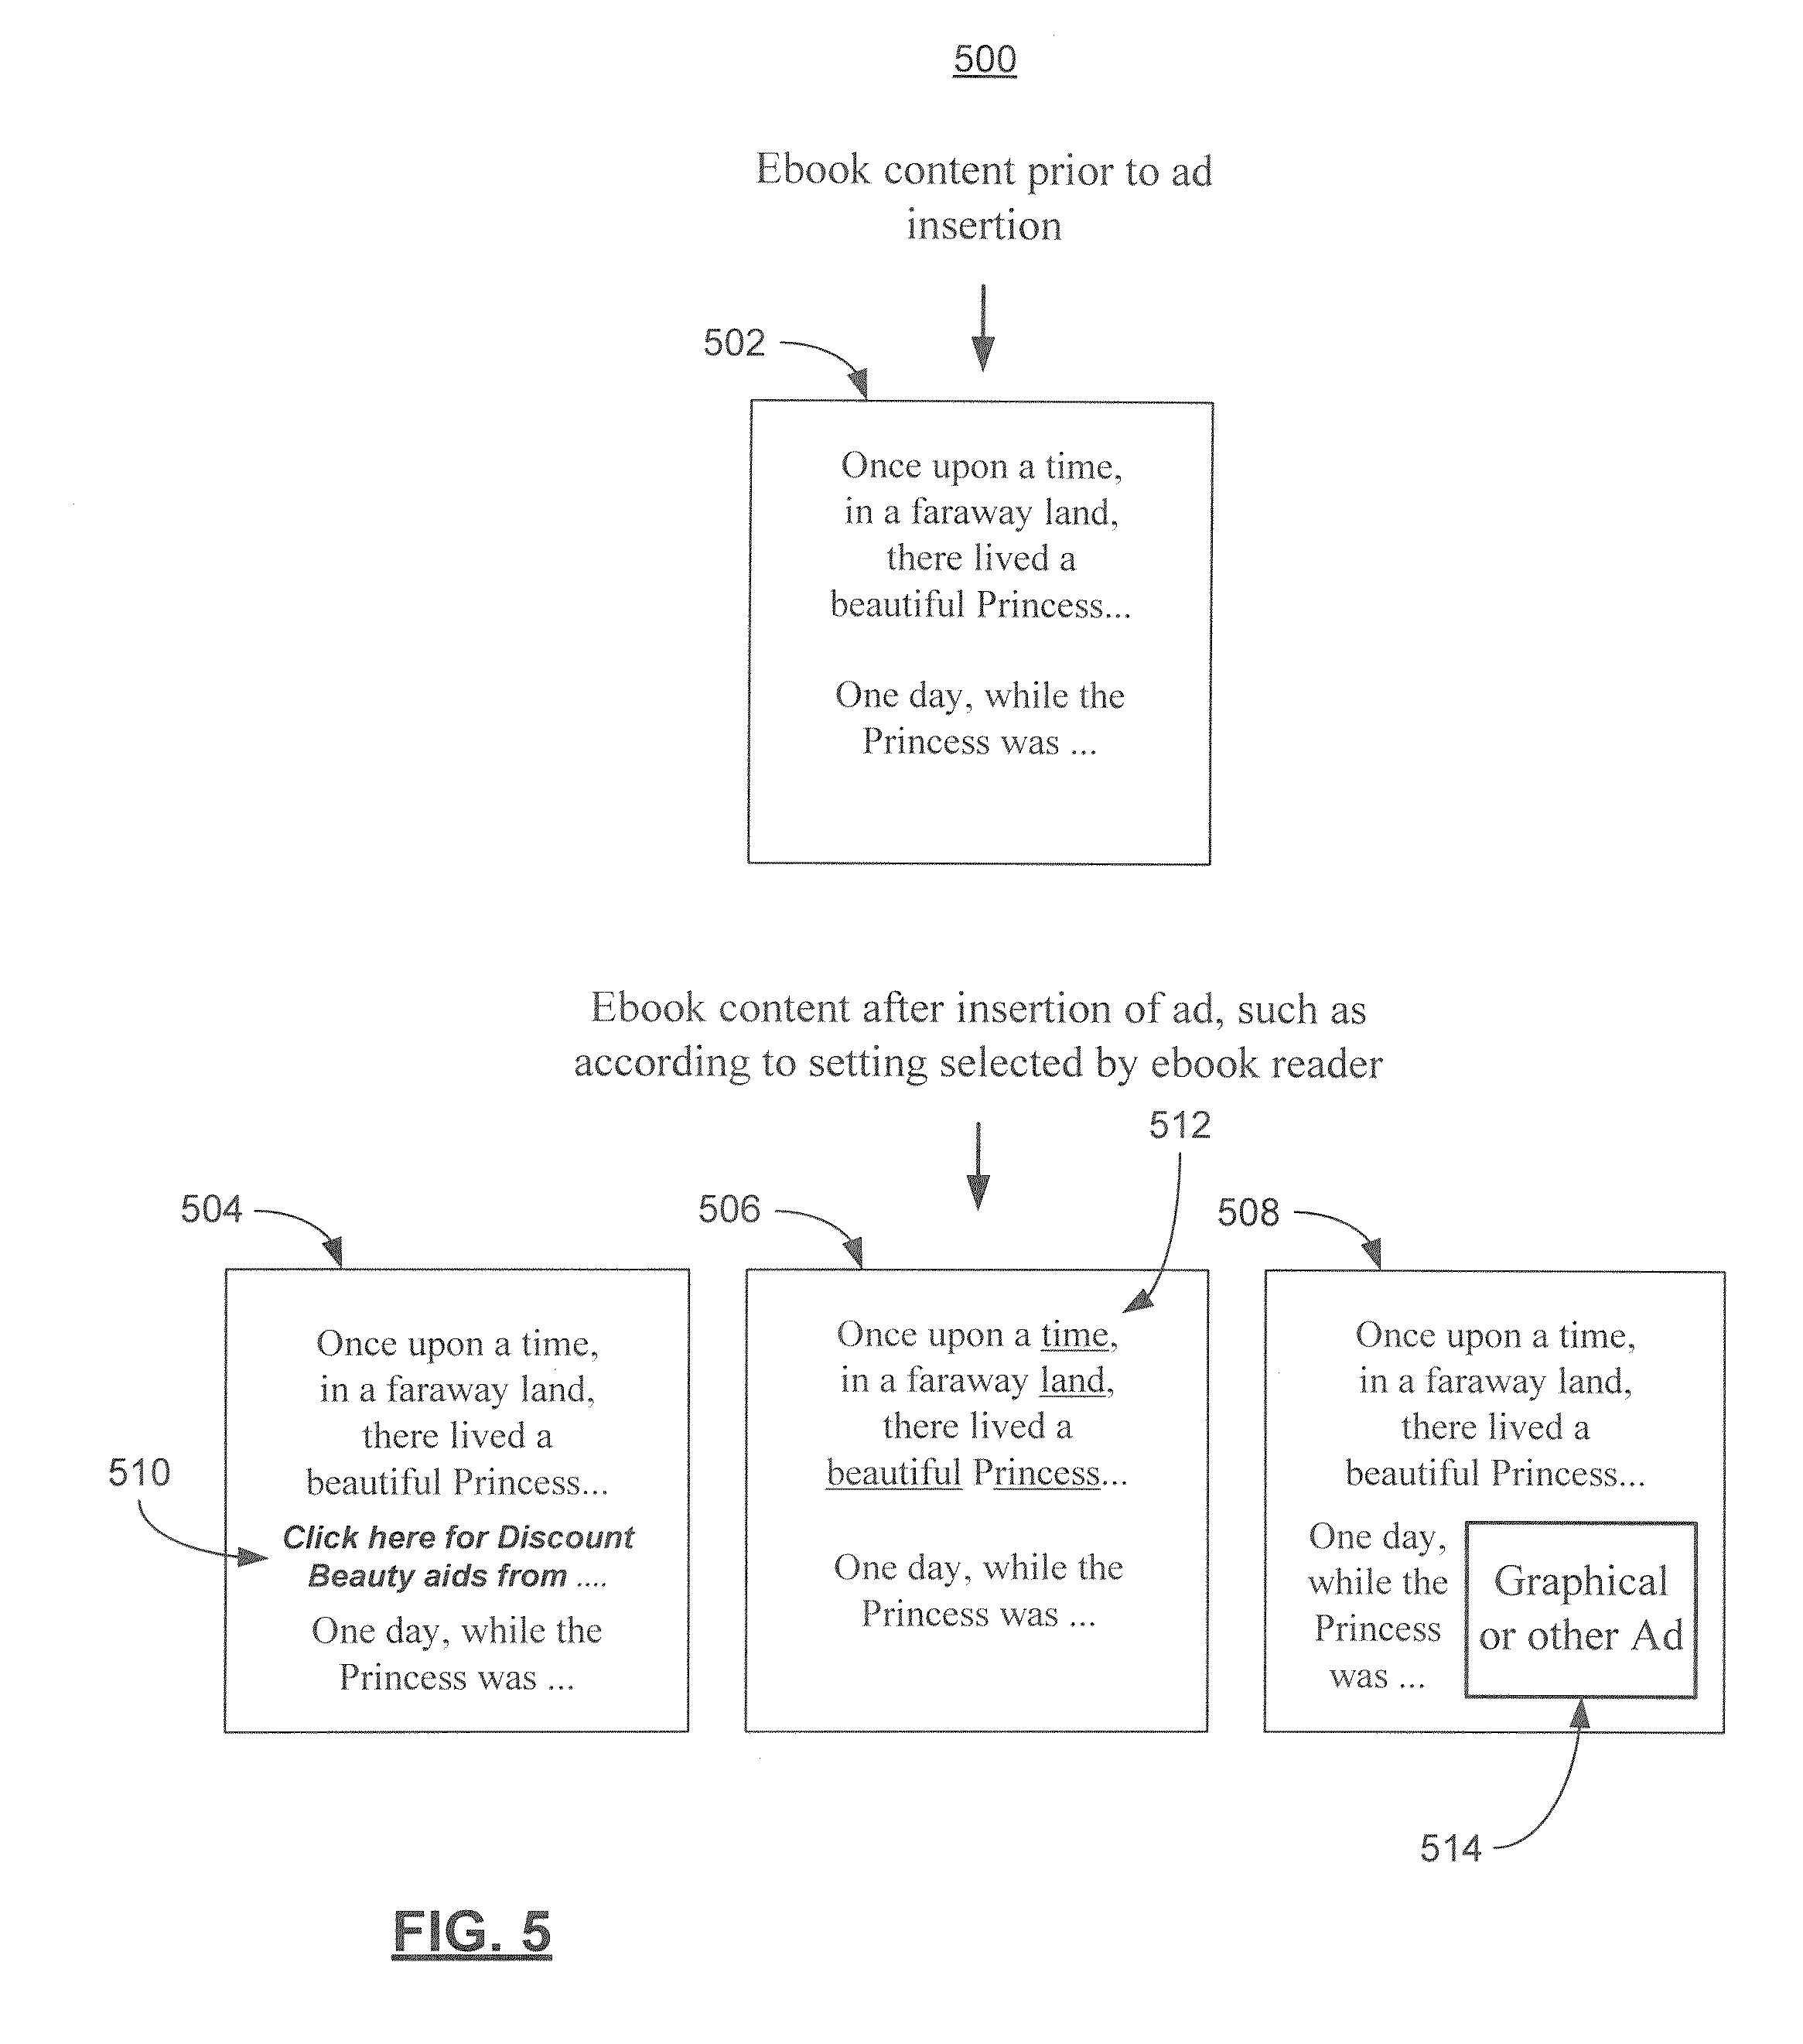 500
Ebook content prior to ad
insertion
502
Once upon a time,
in a faraway land,
there lived a
beautiful Princess...
One day, while the
Princess was ...
Ebook content after insertion of ad, such as
according to setting selected by ebook reader
512
504
506
508
Once upon a time,
in a faraway land,
there lived a
beautiful Princess...
510
Click here for Discount
Beauty aids from ....
One day, while the
Princess was ...
Once upon a time,
in a faraway land,
there lived a
beautiful Princess...
One day, while the
Princess was ...
Once upon a time,
in a faraway land,
there lived a
beautiful Princess...
One day,
while the
Princess
was ...
Graphical
or other Ad
514
FIG. 5